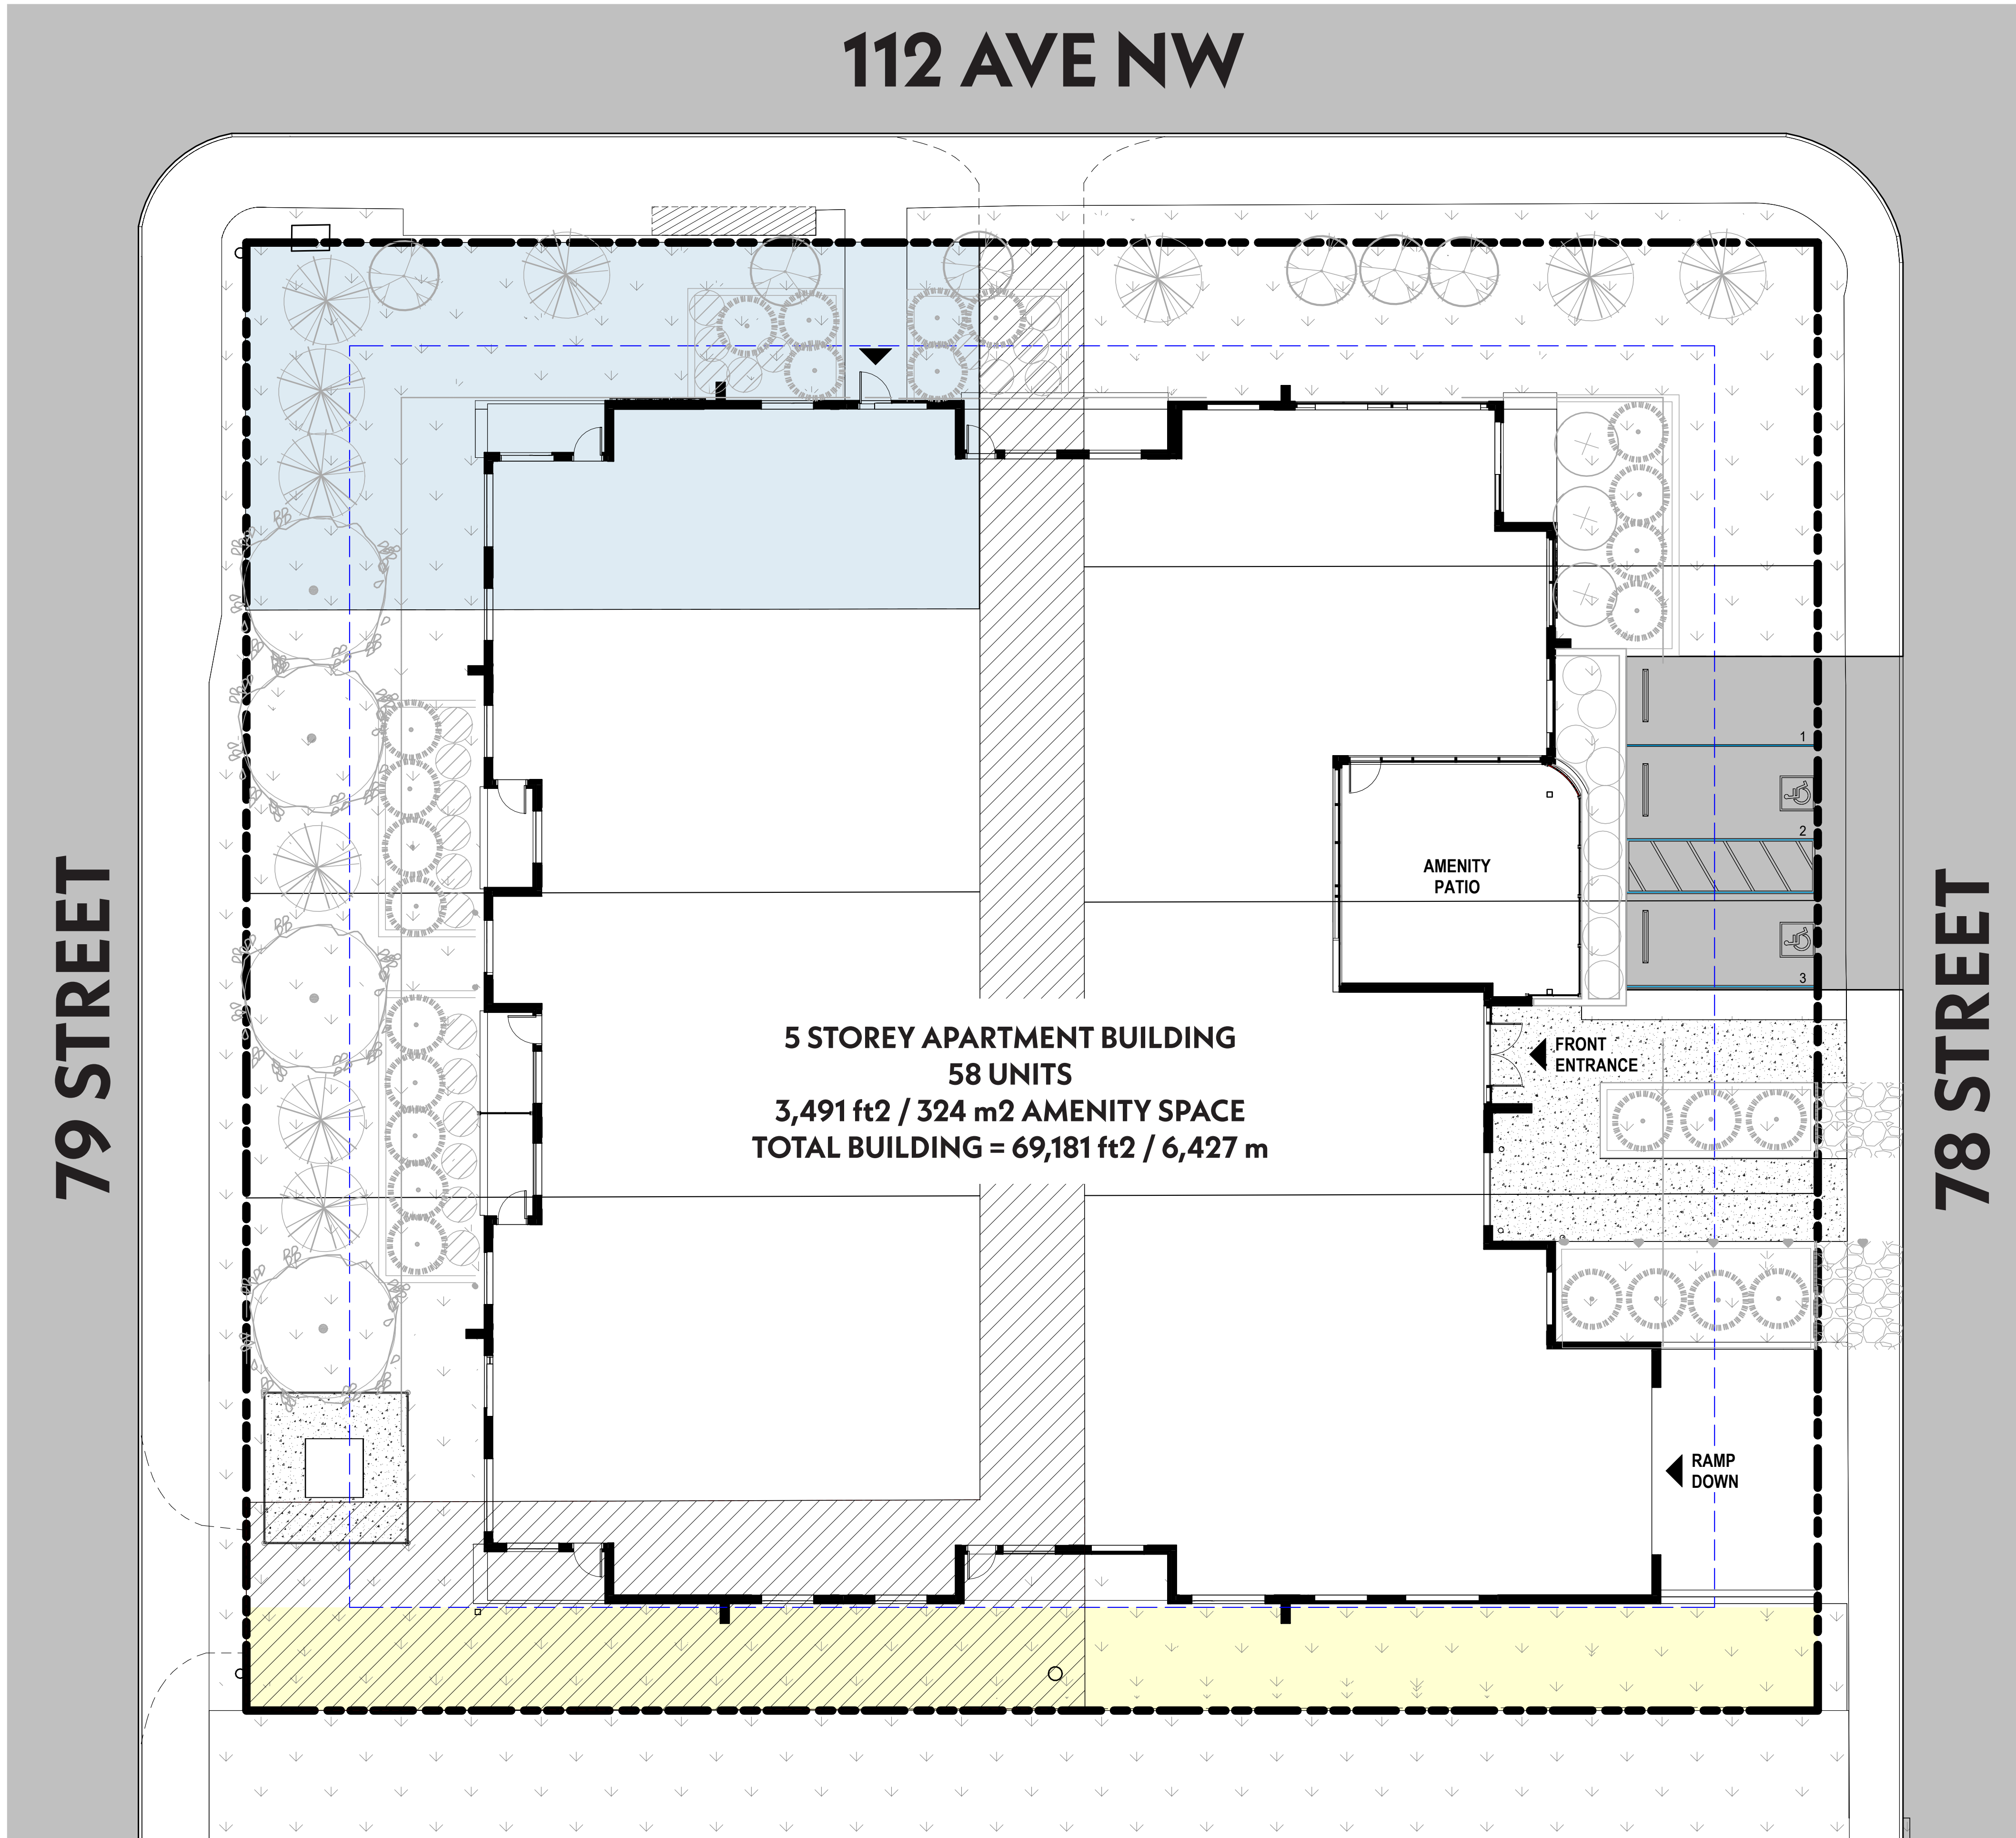 112 AVE NW
79 STREET
78 STREET
1
2
AMENITY
PATIO
3
5 STOREY APARTMENT BUILDING
58 UNITS
3,491 ft2 / 324 m2 AMENITY SPACE
TOTAL BUILDING = 69,181 ft2 / 6,427 m
FRONT
ENTRANCE
RAMP
DOWN